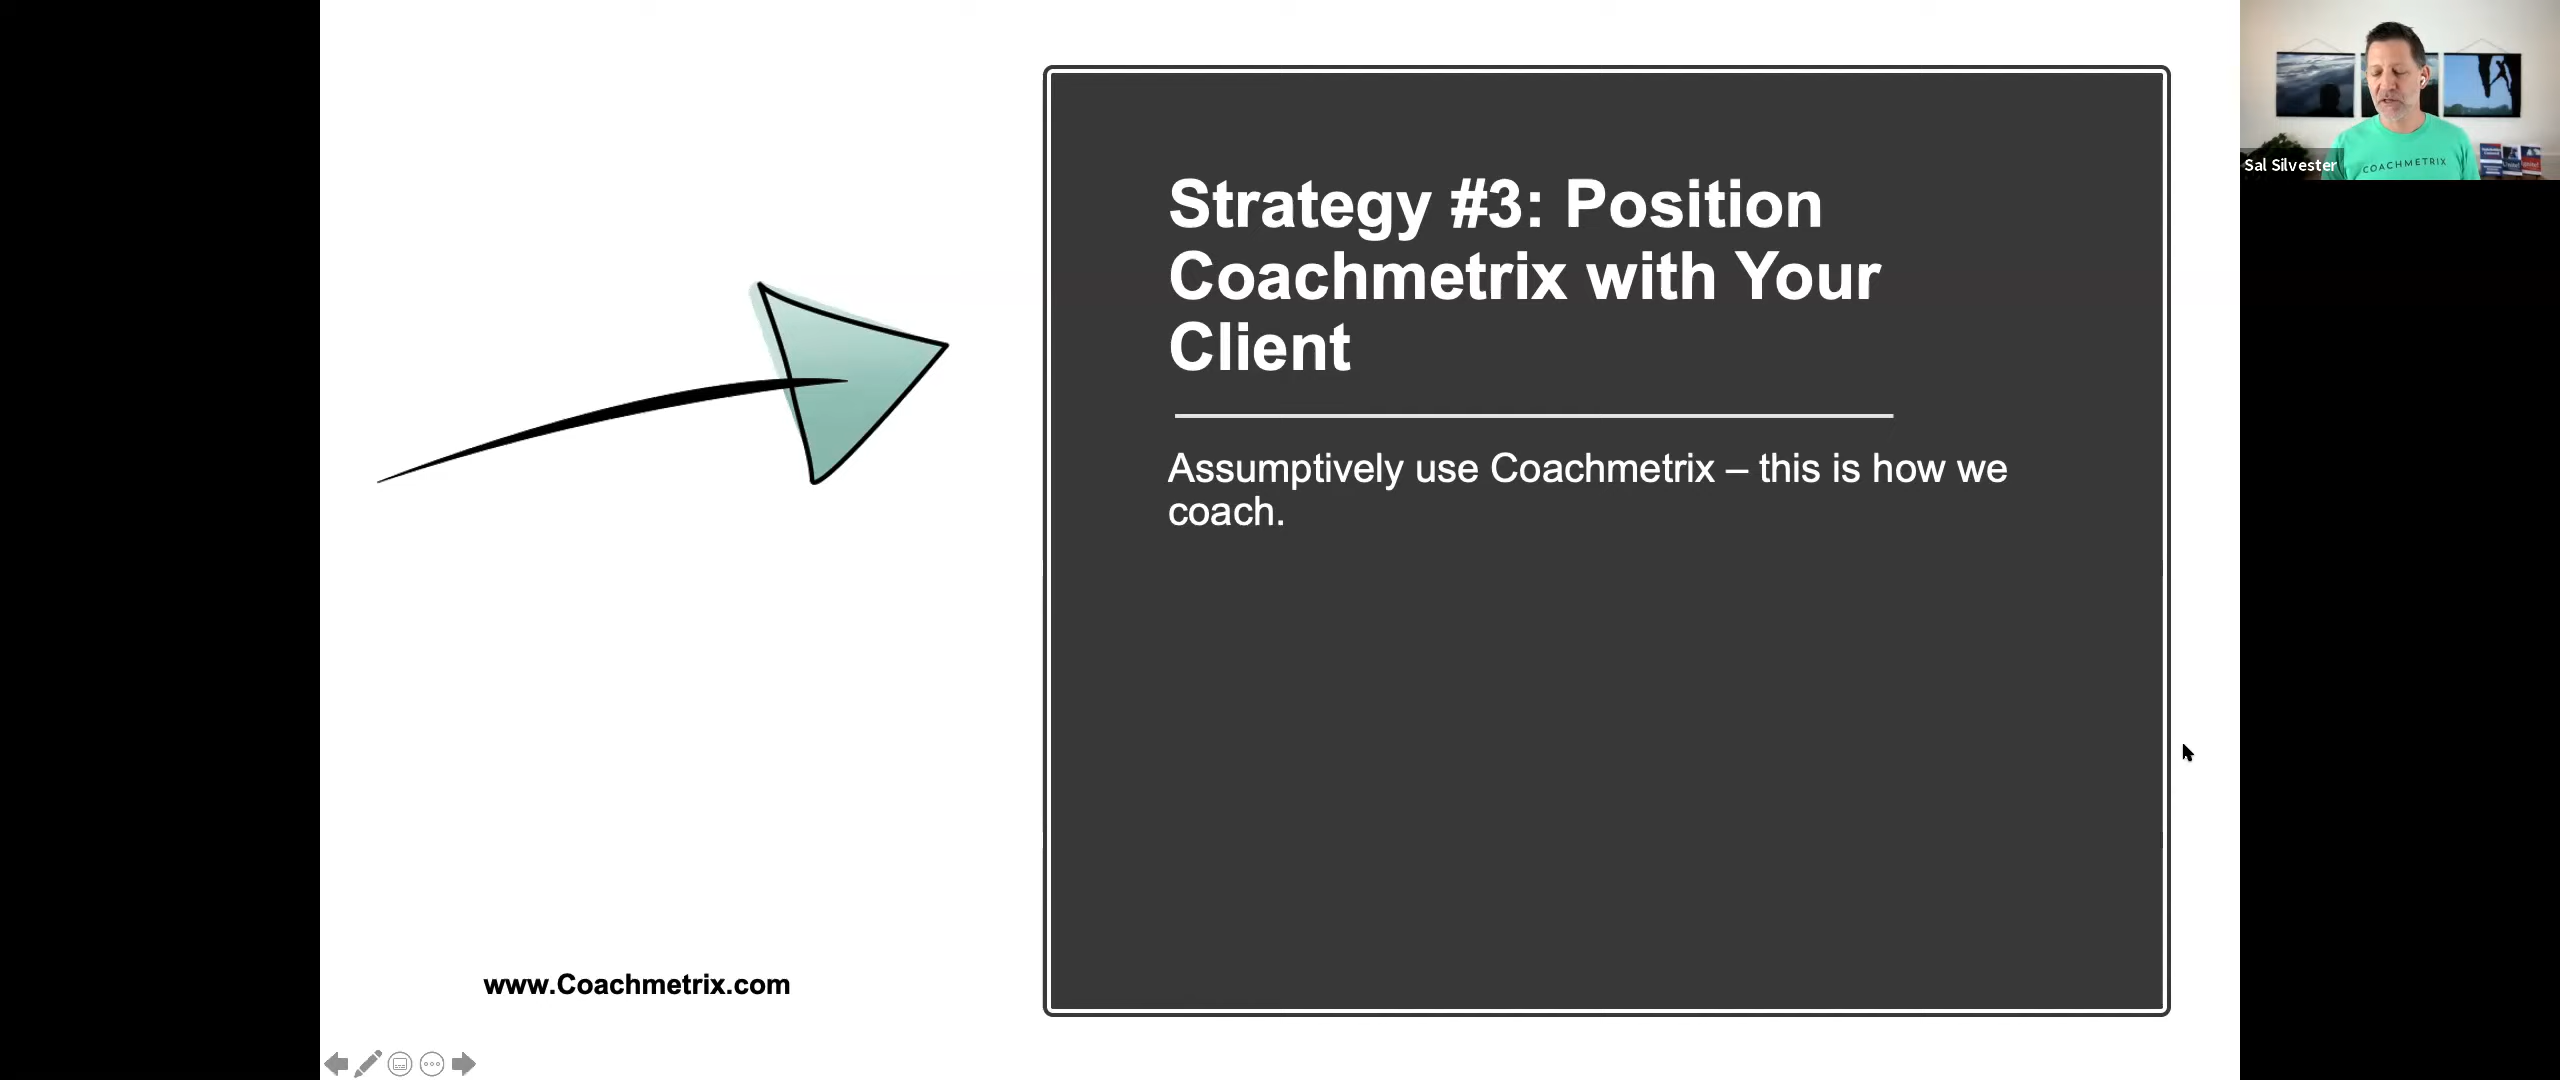 Strategy #3: Position
Coachmetrix with Your
Client
Assumptively use Coachmetrix – this is how we
coach.
www.Coachmetrix.com
Sal Silvester
COACHMETRIX